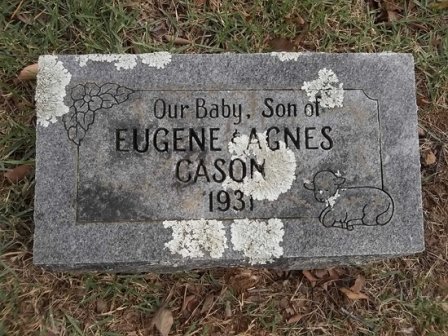 Our Baby, Son of
EUGENE & AGNES
CASON
1931